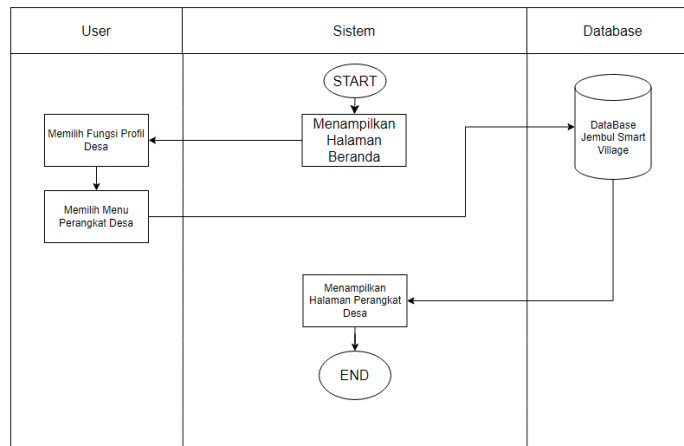 User
Sistem
Database
START
Menampilkan
Halaman
Beranda
Memilih Fungsi Profil
Desa
DataBase
Jembul Smart
Village
Memilih Menu
Perangkat Desa
Menampilkan
Halaman Perangkat
Desa
END